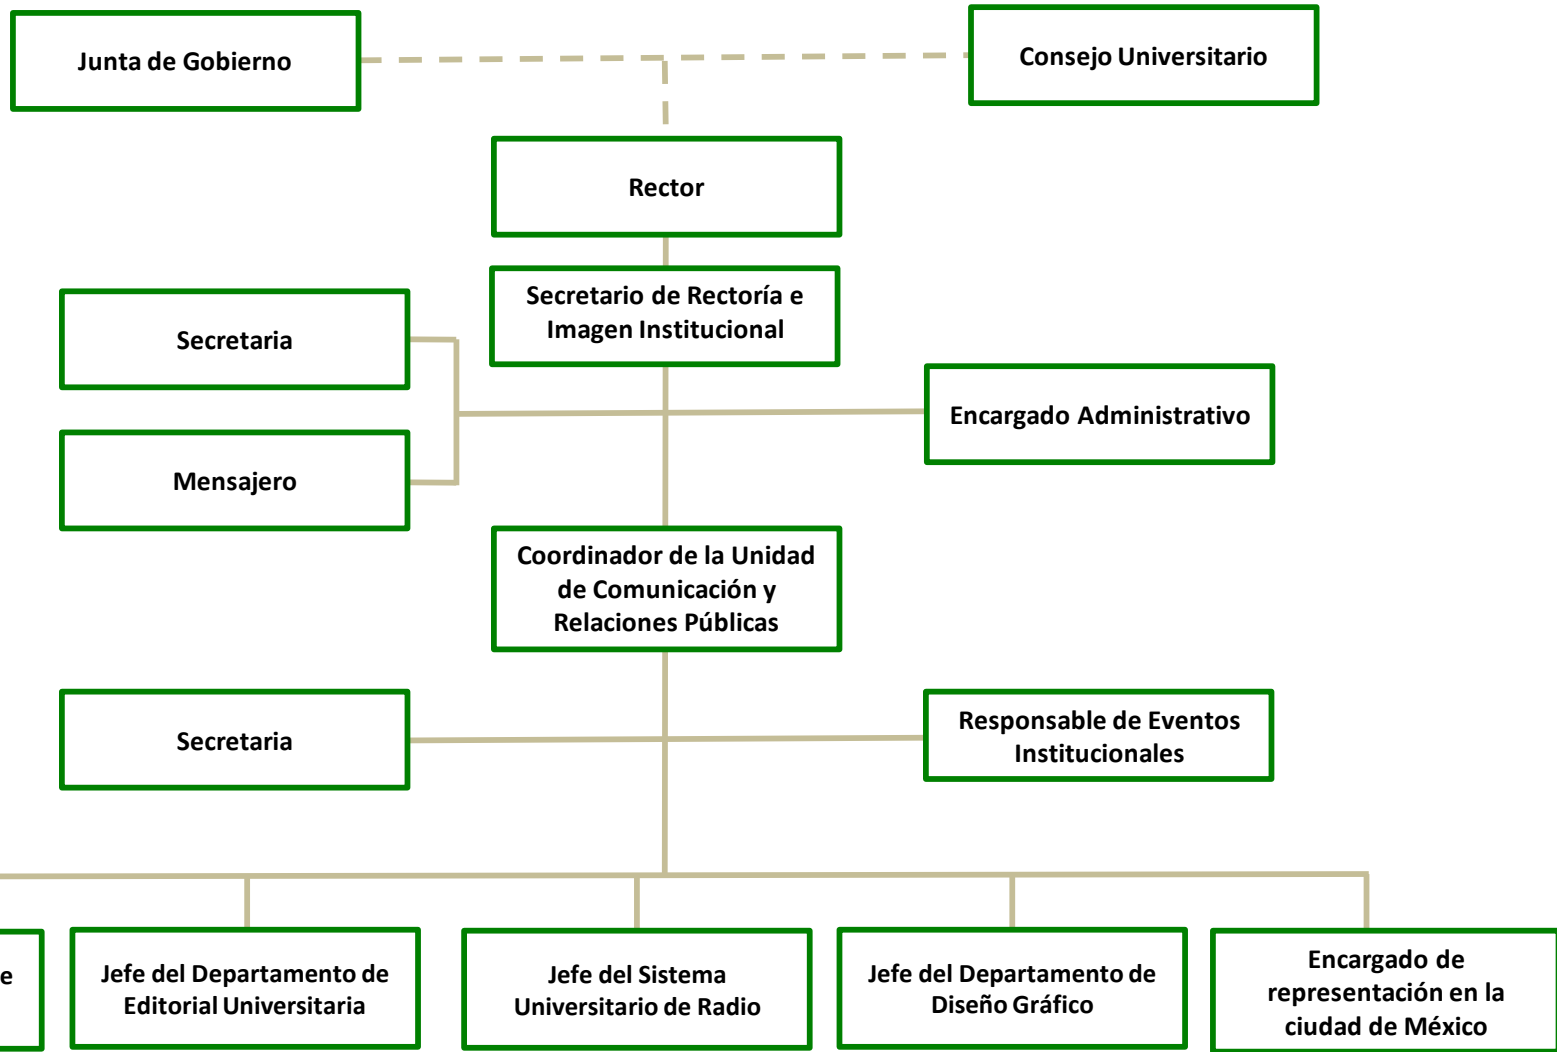 Junta de Gobierno
Consejo Universitario
Rector
Secretario de Rectoría e
Imagen Institucional
Secretaria
Encargado Administrativo
Mensajero
Coordinador de la Unidad
de Comunicación y
Relaciones Públicas
Secretaria
Responsable de Eventos
Institucionales
e
Jefe del Departamento de
Editorial Universitaria
Jefe del Sistema
Universitario de Radio
Jefe del Departamento de
Diseño Gráfico
Encargado de
representación en la
ciudad de México